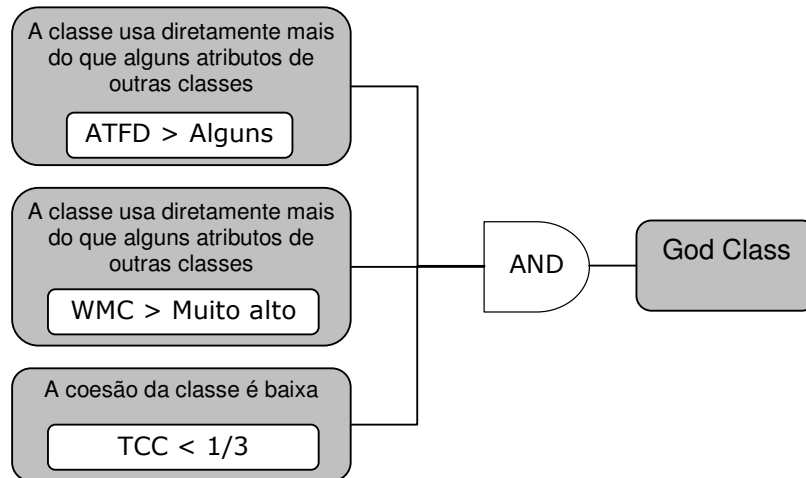 A classe usa diretamente mais
do que alguns atributos de
outras classes
ATFD > Alguns
A classe usa diretamente mais
do que alguns atributos de
outras classes
WMC > Muito alto
A coesão da classe é baixa
TCC < 1/3
AND
God Class